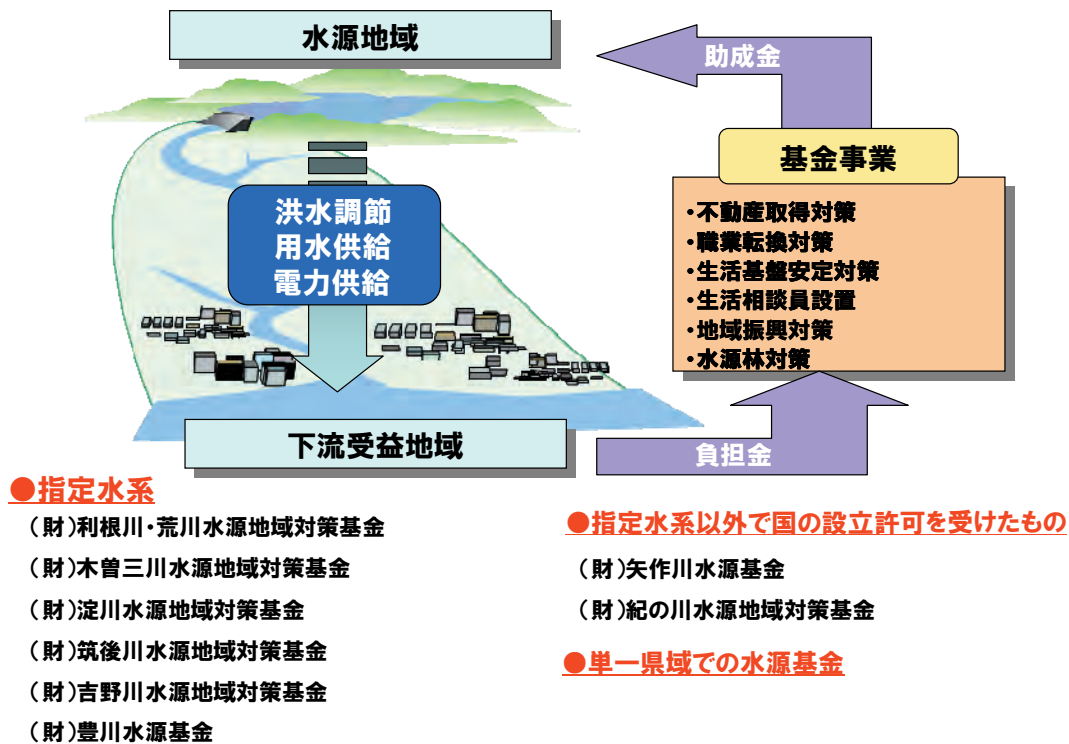 水源地域
助成金
基金事業
・不動産取得対策
・職業転換対策
・生活基盤安定対策
・生活相談員設置
・地域振興対策
・水源林対策
洪水調節
用水供給
電力供給
下流受益地域
負担金
●指定水系
（財）利根川・荒川水源地域対策基金
（財）木曽三川水源地域対策基金
（財）淀川水源地域対策基金
（財）筑後川水源地域対策基金
（財）吉野川水源地域対策基金
（財）豊川水源基金
●指定水系以外で国の設立許可を受けたもの
（財）矢作川水源基金
（財）紀の川水源地域対策基金
●単一県域での水源基金